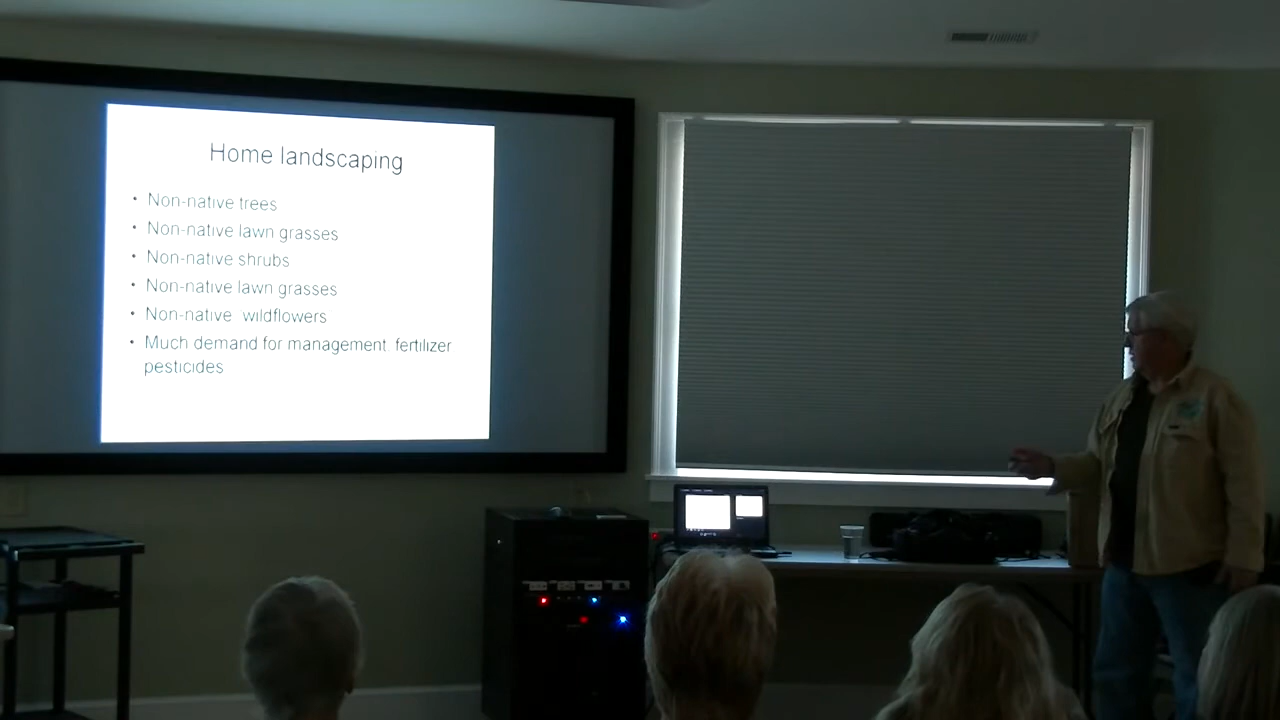 Home landscaping
• Non-native trees
• Non-native lawn grasses
• Non-native shrubs
• Non-native lawn grasses
• Non-native wildflowers
• Much demand for management: fertilizer
pesticides